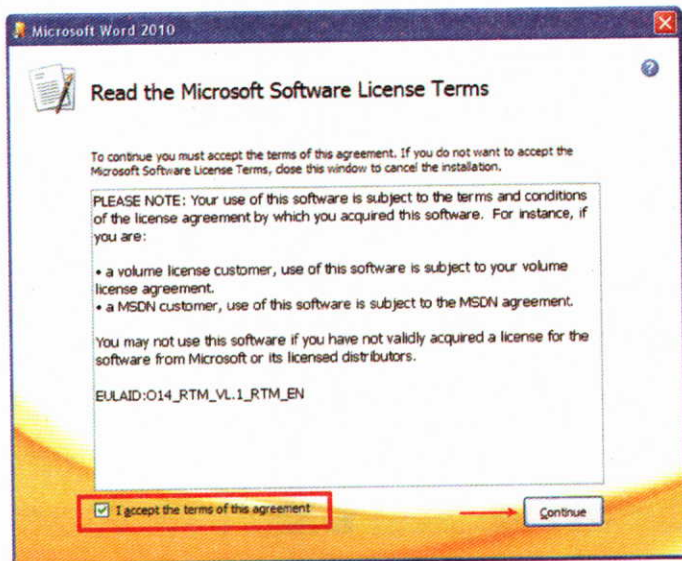 Microsoft Word 2010
Read the Microsoft Software License Terms
To continue you must accept the terms of this agreement. If you do not want to accept the
Microsoft Software License Terms, close this window to cancel the installation.
PLEASE NOTE: Your use of this software is subject to the terms and conditions
of the license agreement by which you acquired this software. For instance, if
you are:
• a volume license customer, use of this software is subject to your volume
license agreement.
• a MSDN customer, use of this software is subject to the MSDN agreement.
You may not use this software if you have not validly acquired a license for the
software from Microsoft or its licensed distributors.
EULAID:O14_RTM_VL.1_RTM_EN
I accept the terms of this agreement
Continue